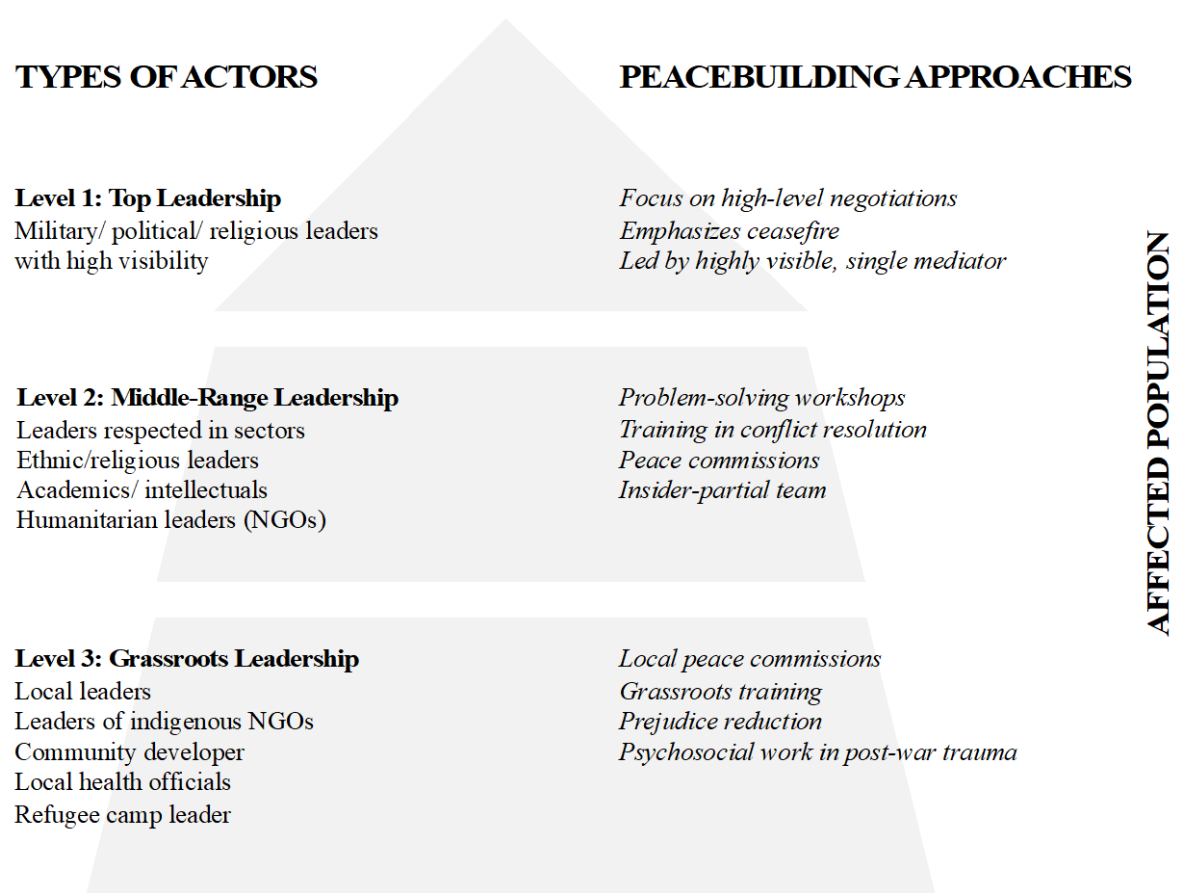 TYPES OF ACTORS
PEACEBUILDING APPROACHES
Level 1: Top Leadership
Military/ political/ religious leaders
with high visibility
Focus on high-level negotiations
Emphasizes ceasefire
Led by highly visible, single mediator
Level 2: Middle-Range Leadership
Leaders respected in sectors
Ethnic/religious leaders
Academics/ intellectuals
Humanitarian leaders (NGOs)
Problem-solving workshops
Training in conflict resolution
Peace commissions
Insider-partial team
Level 3: Grassroots Leadership
Local leaders
Leaders of indigenous NGOs
Community developer
Local health officials
Refugee camp leader
Local peace commissions
Grassroots training
Prejudice reduction
Psychosocial work in post-war trauma
AFFECTED POPULATION